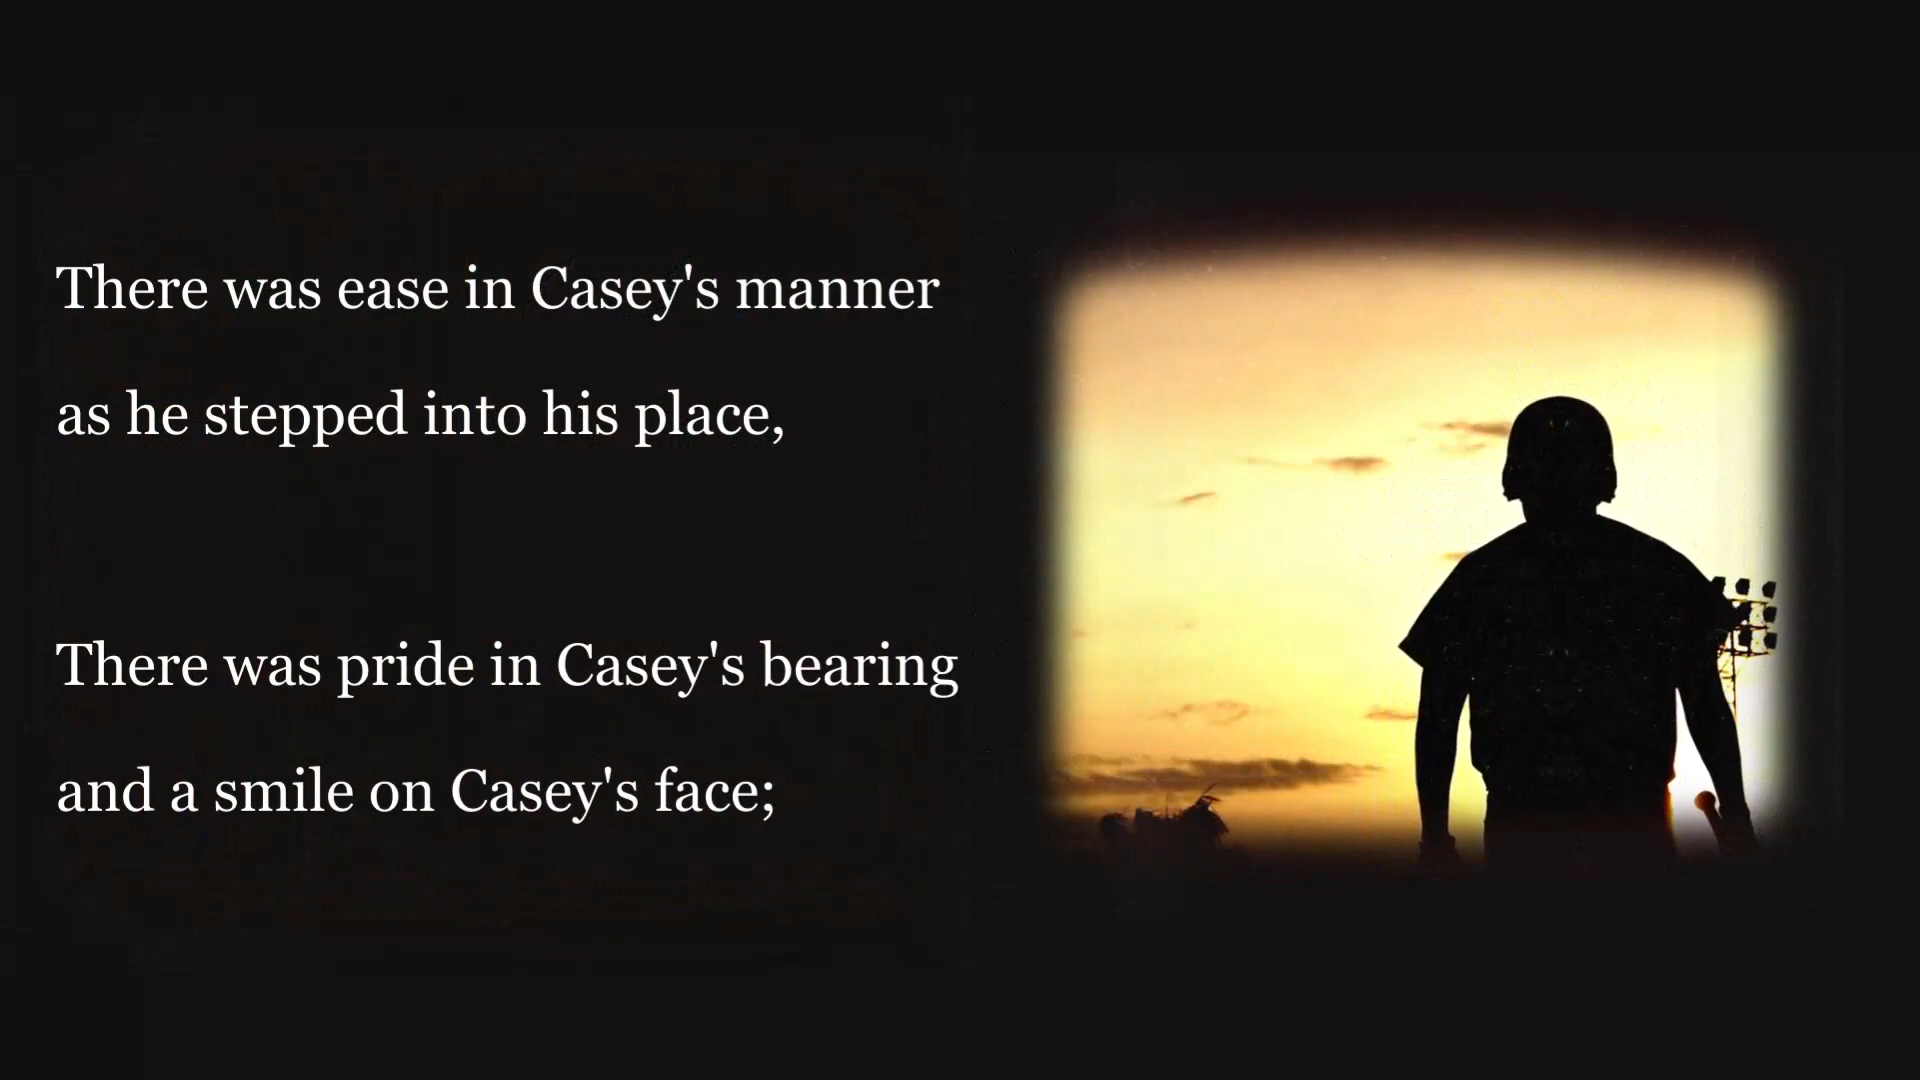 There was ease in Casey's manner
as he stepped into his place,
There was pride in Casey's bearing
and a smile on Casey's face;